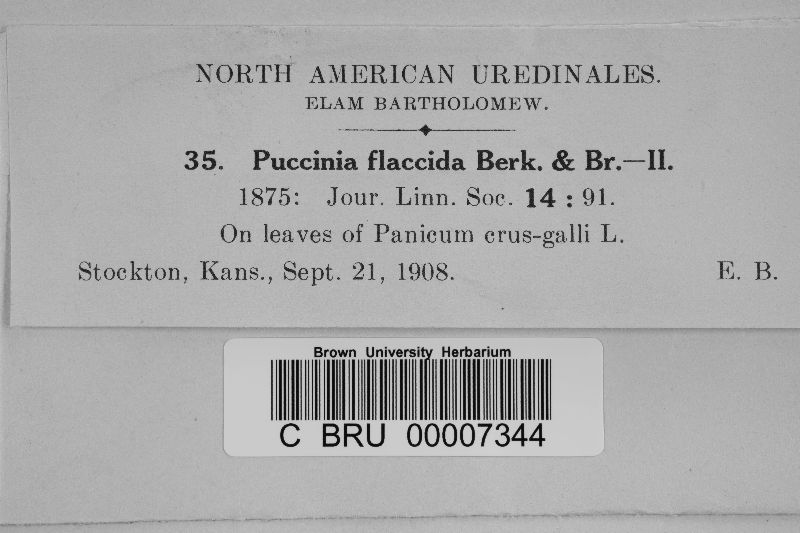 NORTH AMERICAN UREDINALES.
ELAM BARTHOLOMEW.
35. Puccinia flaccida Berk. & Br.—II.
1875: Jour. Linn. Soc. 14 : 91.
On leaves of Panicum crus-galli L.
Stockton, Kans., Sept. 21, 1908. E. B.
Brown University Herbarium
C BRU 00007344